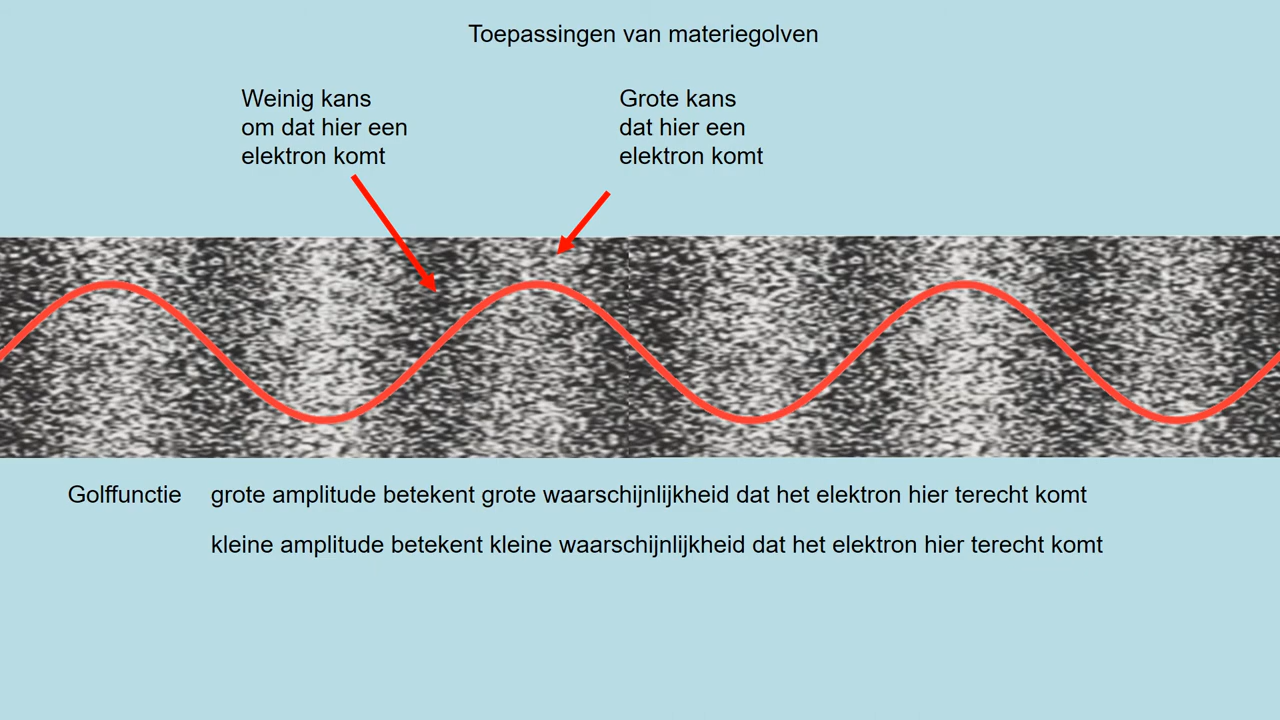 Toepassingen van materiegolven
Weinig kans
om dat hier een
elektron komt
Grote kans
dat hier een
elektron komt
Golffunctie grote amplitude betekent grote waarschijnlijkheid dat het elektron hier terecht komt
kleine amplitude betekent kleine waarschijnlijkheid dat het elektron hier terecht komt